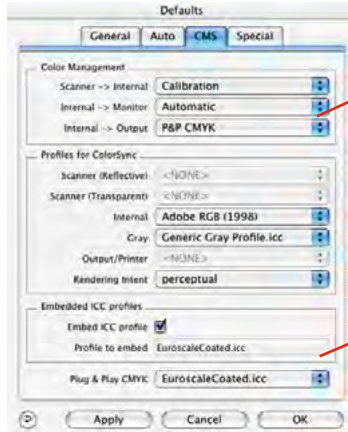 Defaults
General Auto CMS Special
Color Management
Scanner -> Internal Calibration
Internal -> Monitor Automatic
Internal -> Output P&P CMYK
Profiles for ColorSync
Scanner (Reflective) <NONE>
Scanner (Transparent) <NONE>
Internal Adobe RGB (1998)
Gray Generic Gray Profile.icc
Output/Printer <NONE>
Rendering Intent perceptual
Embedded ICC profiles
Embed ICC profile
Profile to embed EuroscaleCoated.icc
Plug & Play CMYK EuroscaleCoated.icc
? Apply Cancel OK